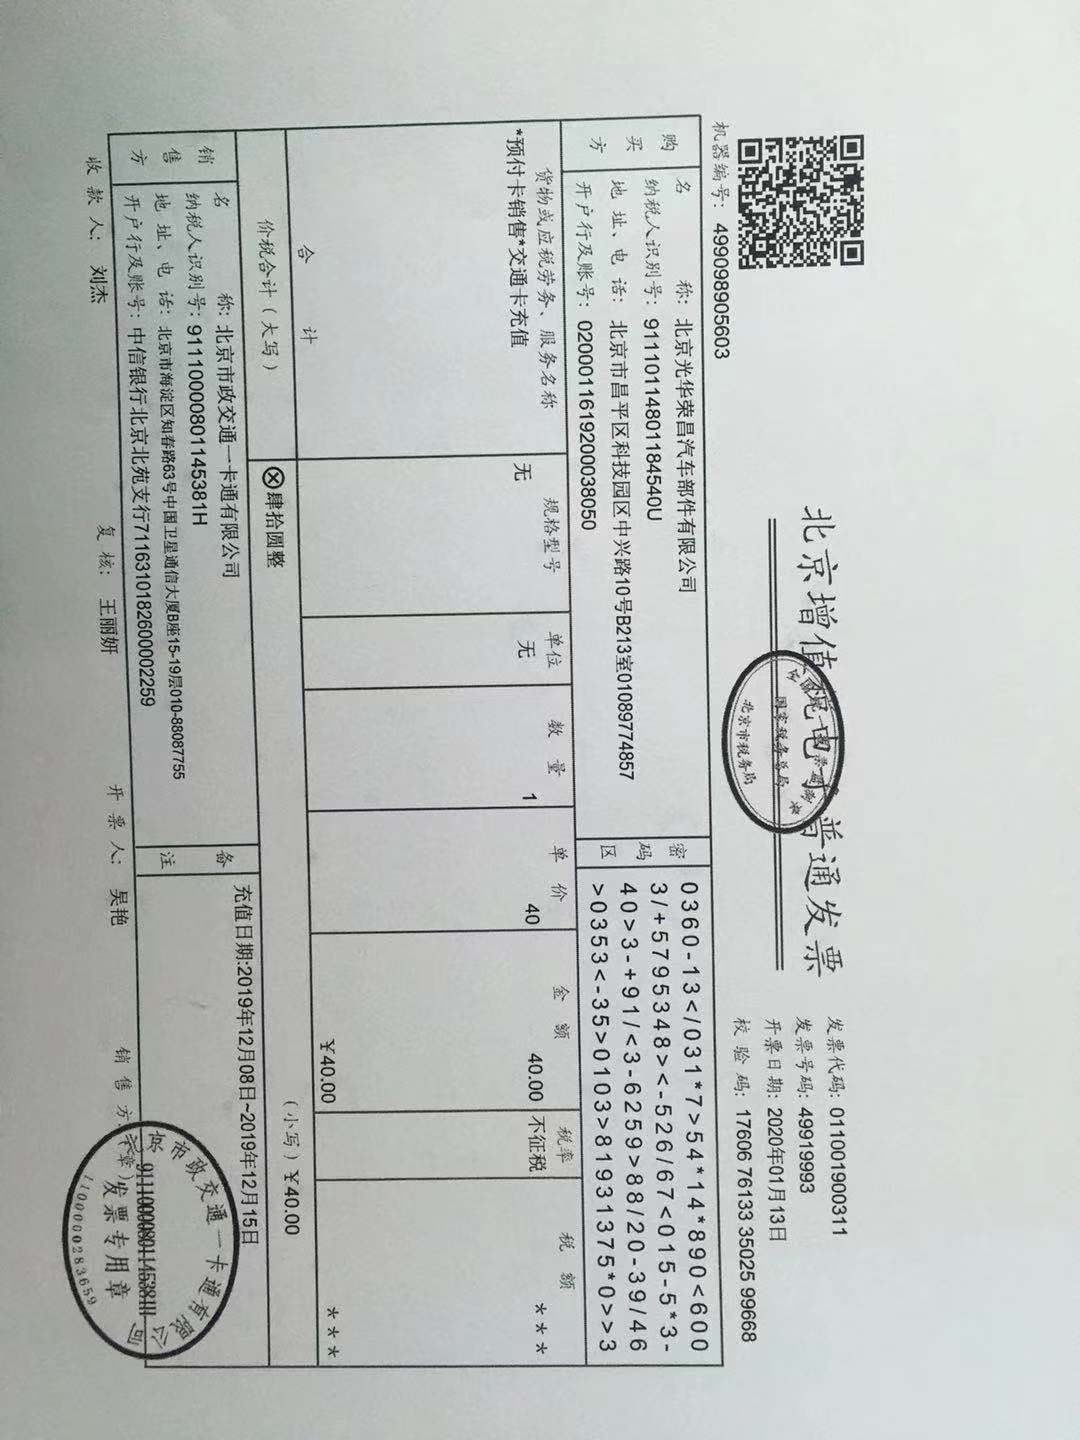 北京增值税电子普通发票
发票代码: 011001900311
发票号码: 49919993
开票日期: 2020年01月13日
校 验 码: 17606 76133 35025 99668
机器编号: 499098905603
国家税务总局
北京市税务局
购买方
名 称: 北京光华荣昌汽车部件有限公司
纳税人识别号: 91110114801184540U
地 址、电 话: 北京市昌平区科技园区中兴路10号B213室01089774857
开户行及账号: 0200011619200038050
密码区
0360-13</031*7>54*14*890<600
3/+5795348><-526/67<015-5*3-
40>3-+91/<3-6259>88/20-39/46
>0353<-35>0103>81931375*0>>3
货物或应税劳务、服务名称 规格型号 单位 数 量 单 价 金 额 税率 税 额
*预付卡销售*交通卡充值 无 无 1 40 40.00 不征税 ***
合 计 ¥40.00 ***
价税合计(大写) ⊗肆拾圆整 (小写) ¥40.00
销售方
名 称: 北京市政交通一卡通有限公司
纳税人识别号: 91110000801145381H
地 址、电 话: 北京市海淀区知春路63号中国卫星通信大厦B座15-19层010-88087755
开户行及账号: 中信银行北京北苑支行7116310182600002259
备注
充值日期:2019年12月08日~2019年12月15日
收 款 人: 刘杰 复 核: 王丽妍 开 票 人: 吴艳 销 售 方:(章)
北京市政交通一卡通有限公司
91110000801145381H
发票专用章
1100000283659